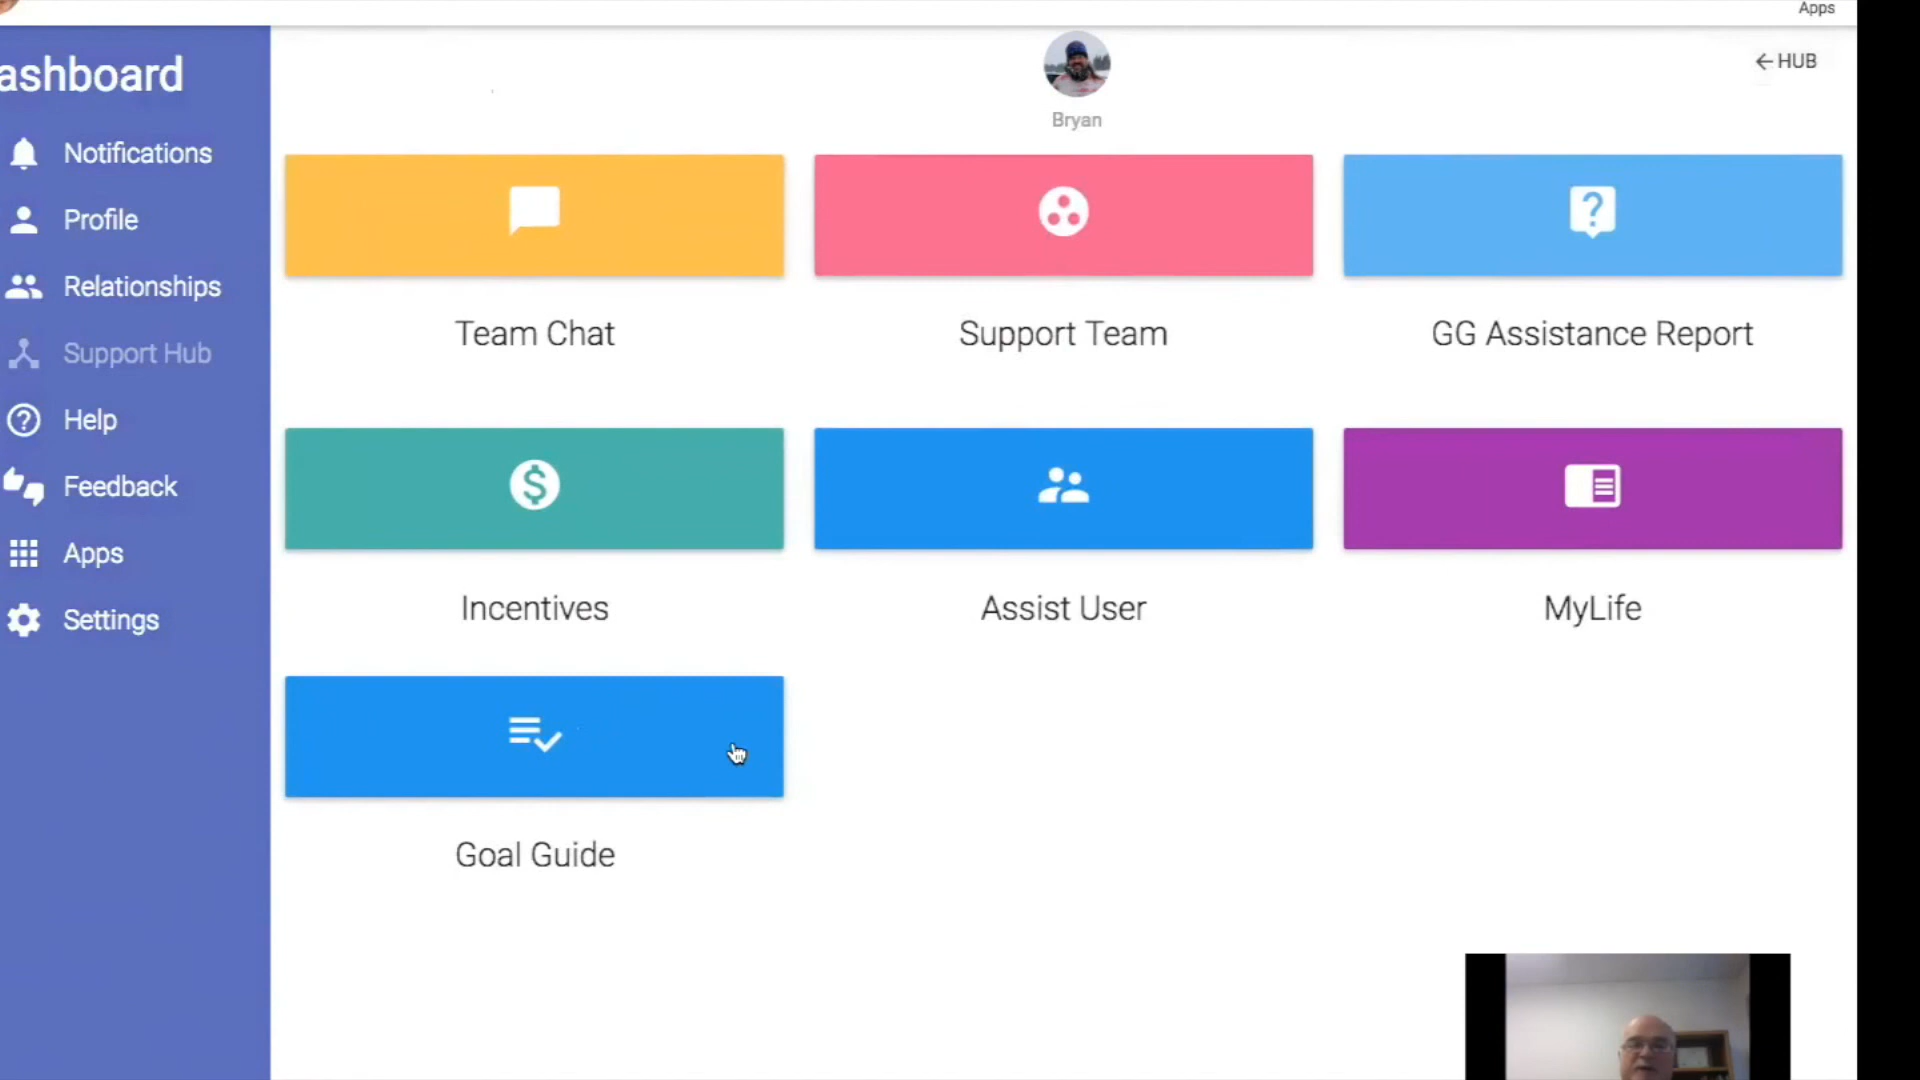 Apps
ashboard
Notifications
Profile
Relationships
Support Hub
Help
Feedback
Apps
Settings
Bryan
HUB
Team Chat
Support Team
GG Assistance Report
Incentives
Assist User
MyLife
Goal Guide